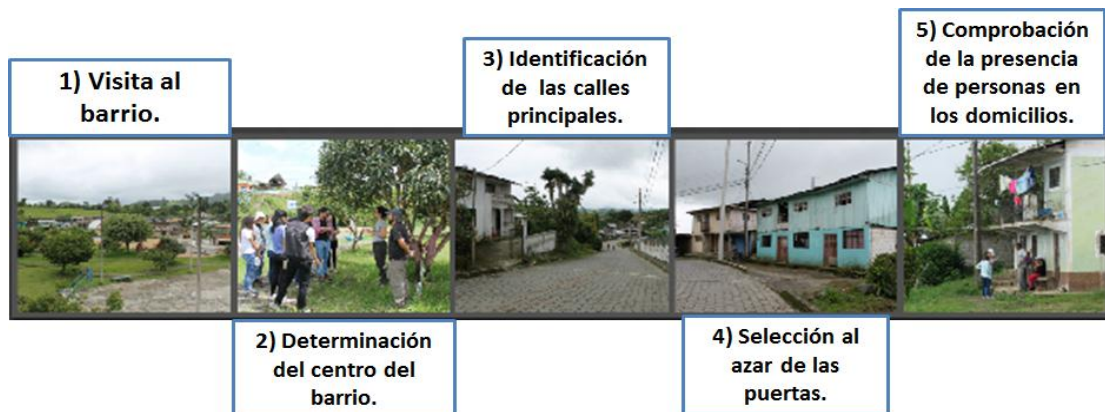 1) Visita al
barrio.
2) Determinación
del centro del
barrio.
3) Identificación
de las calles
principales.
4) Selección al
azar de las
puertas.
5) Comprobación
de la presencia
de personas en
los domicilios.